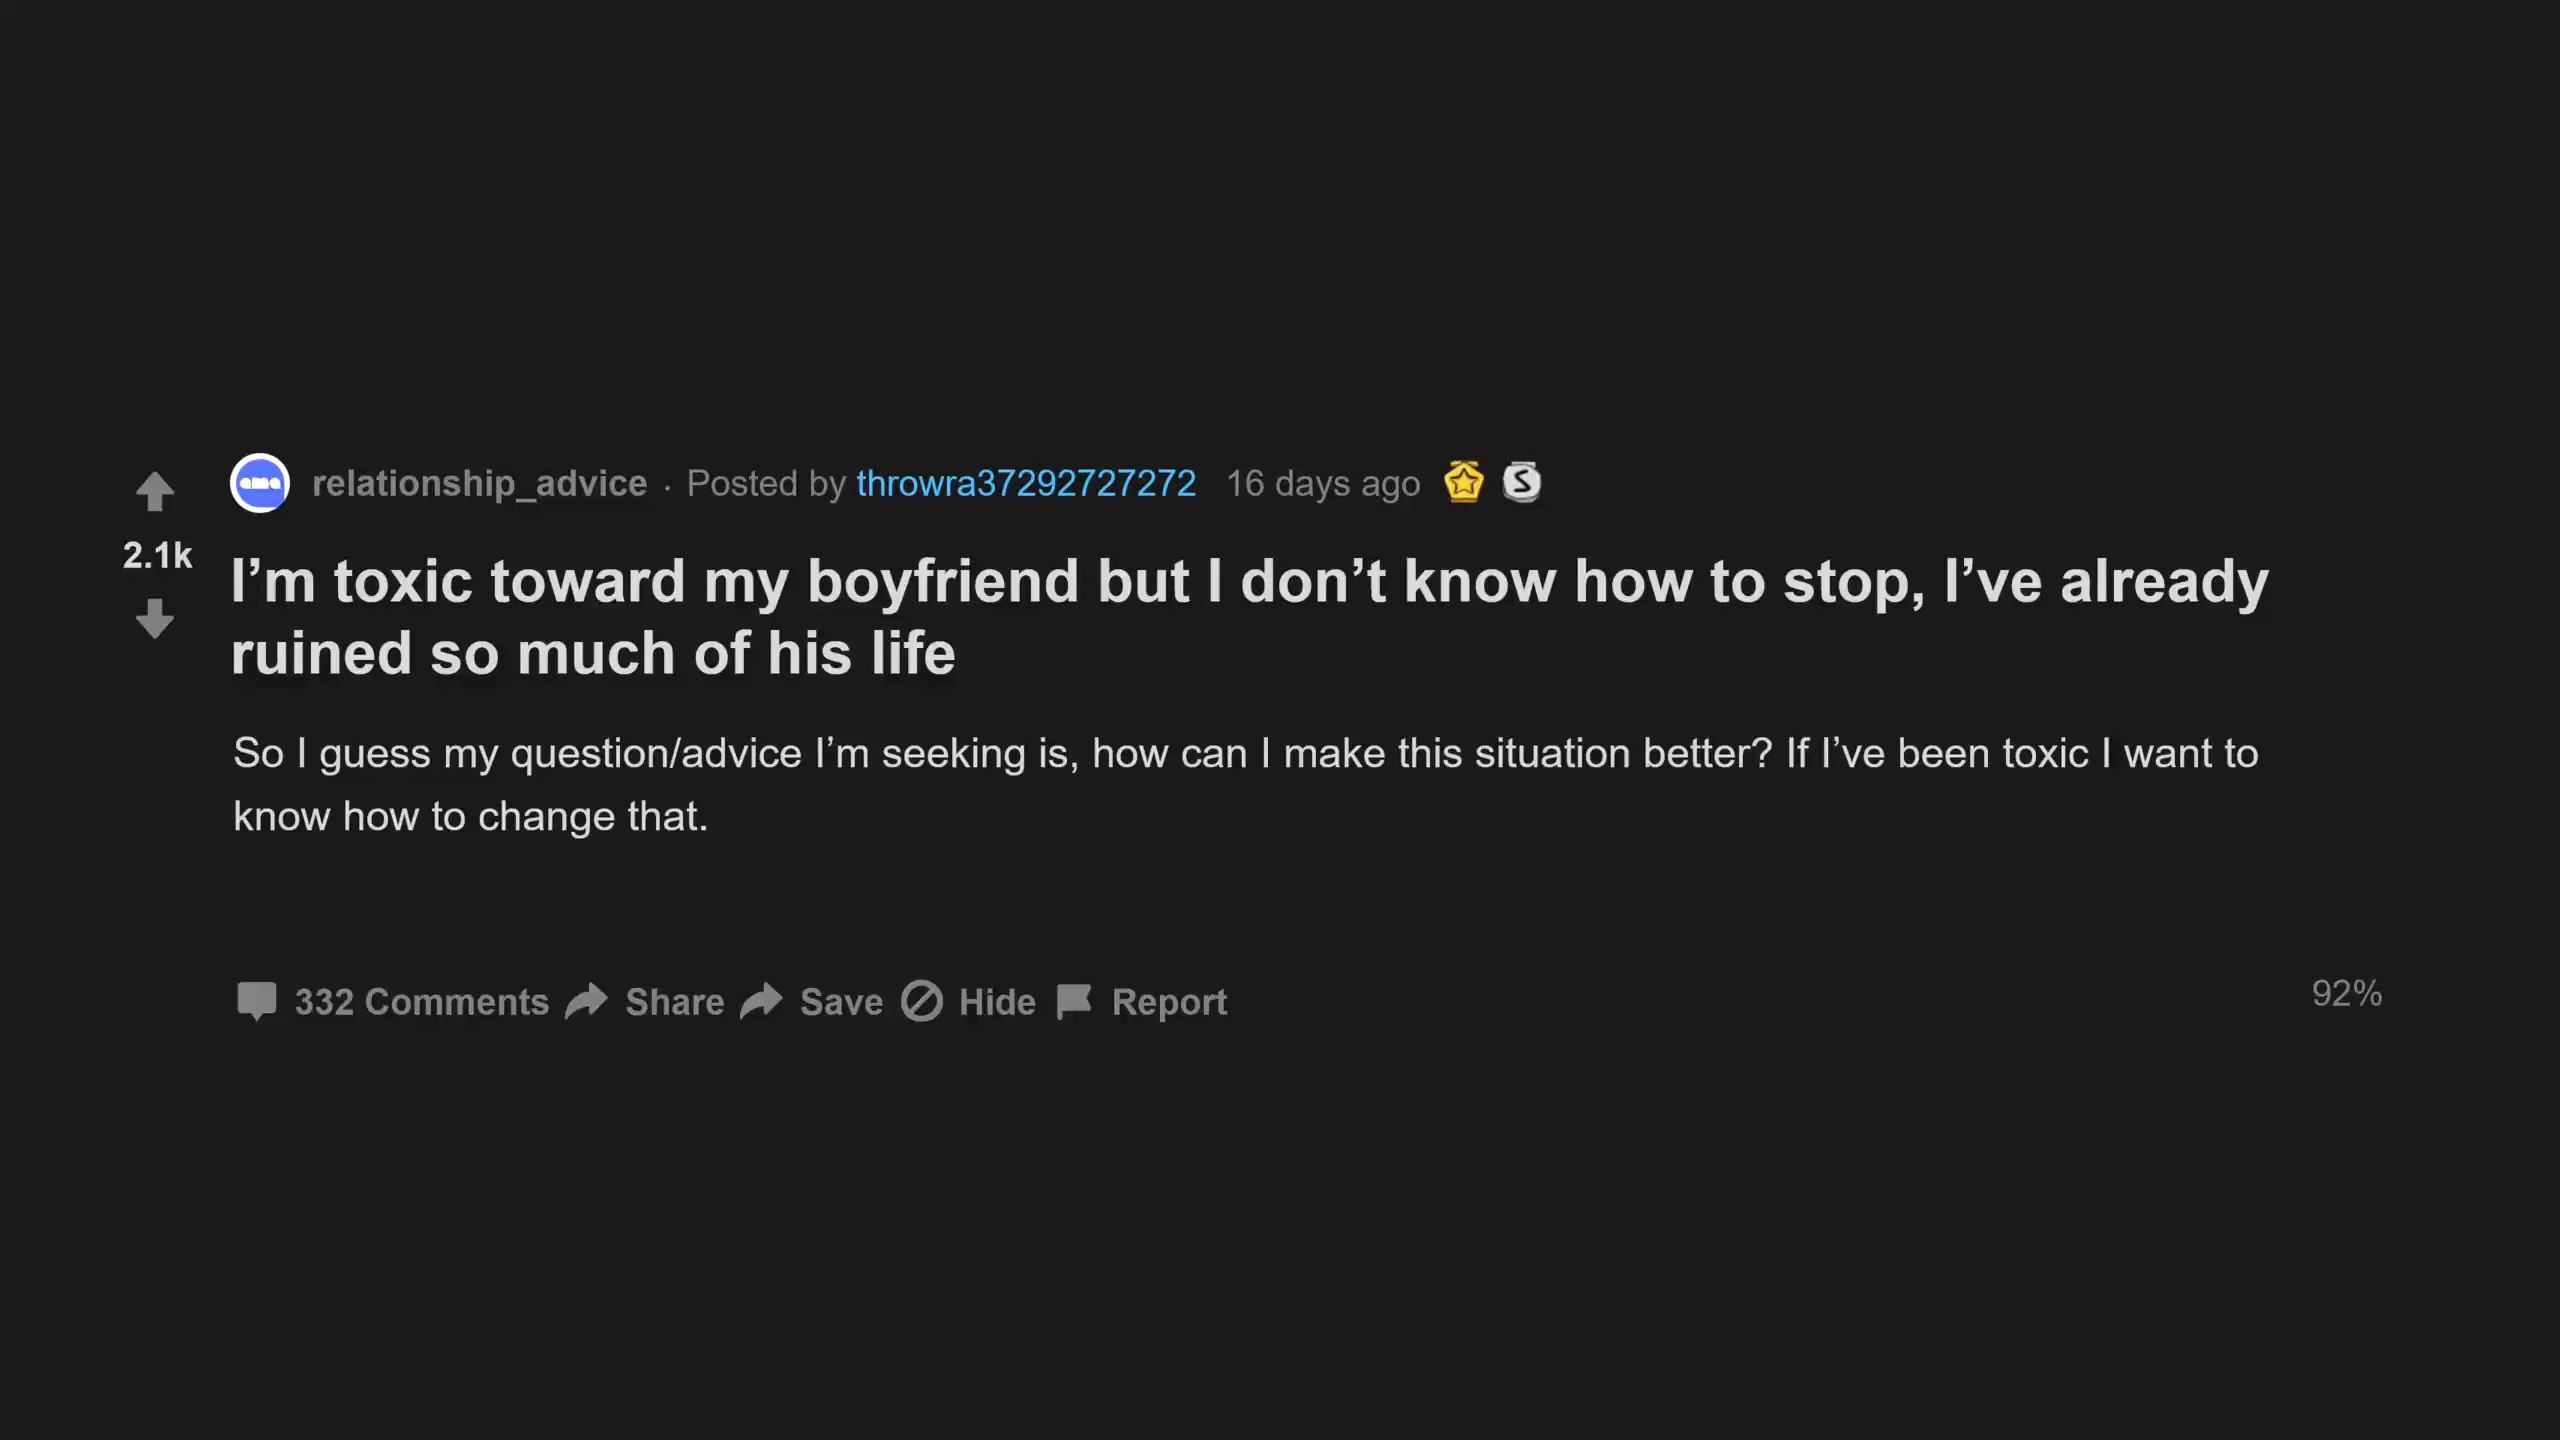 relationship_advice · Posted by throwra37292727272 16 days ago
2.1k
I’m toxic toward my boyfriend but I don’t know how to stop, I’ve already
ruined so much of his life
So I guess my question/advice I’m seeking is, how can I make this situation better? If I’ve been toxic I want to
know how to change that.
332 Comments Share Save Hide Report
92%